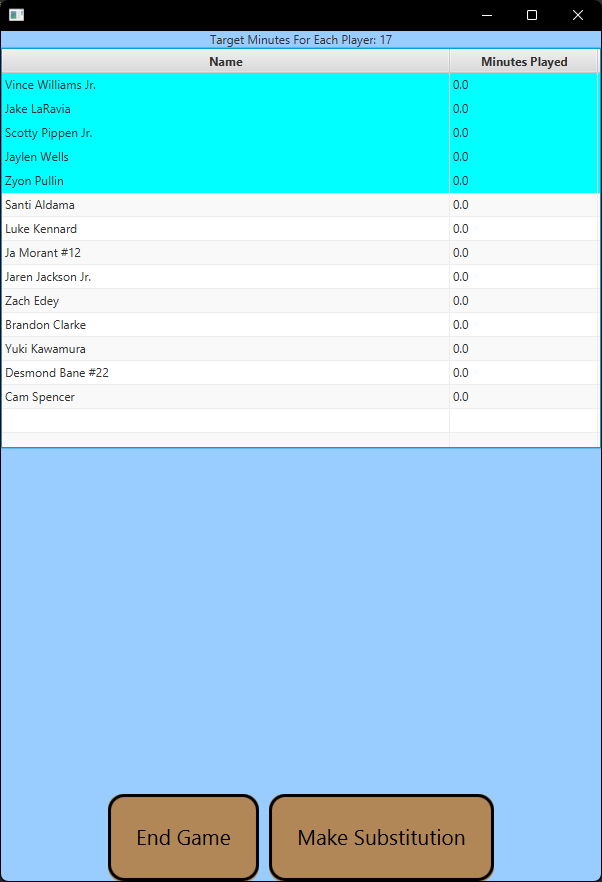 Target Minutes For Each Player: 17
Name Minutes Played
Vince Williams Jr. 0.0
Jake LaRavia 0.0
Scotty Pippen Jr. 0.0
Jaylen Wells 0.0
Zyon Pullin 0.0
Santi Aldama 0.0
Luke Kennard 0.0
Ja Morant #12 0.0
Jaren Jackson Jr. 0.0
Zach Edey 0.0
Brandon Clarke 0.0
Yuki Kawamura 0.0
Desmond Bane #22 0.0
Cam Spencer 0.0
End Game Make Substitution